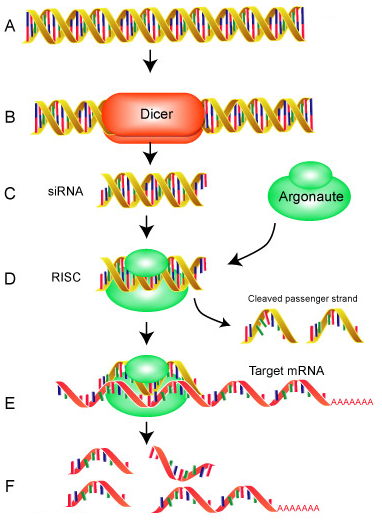 A
B
Dicer
C
siRNA
Argonaute
D
RISC
Cleaved passenger strand
Target mRNA
E
AAAAAAA
F
AAAAAAA